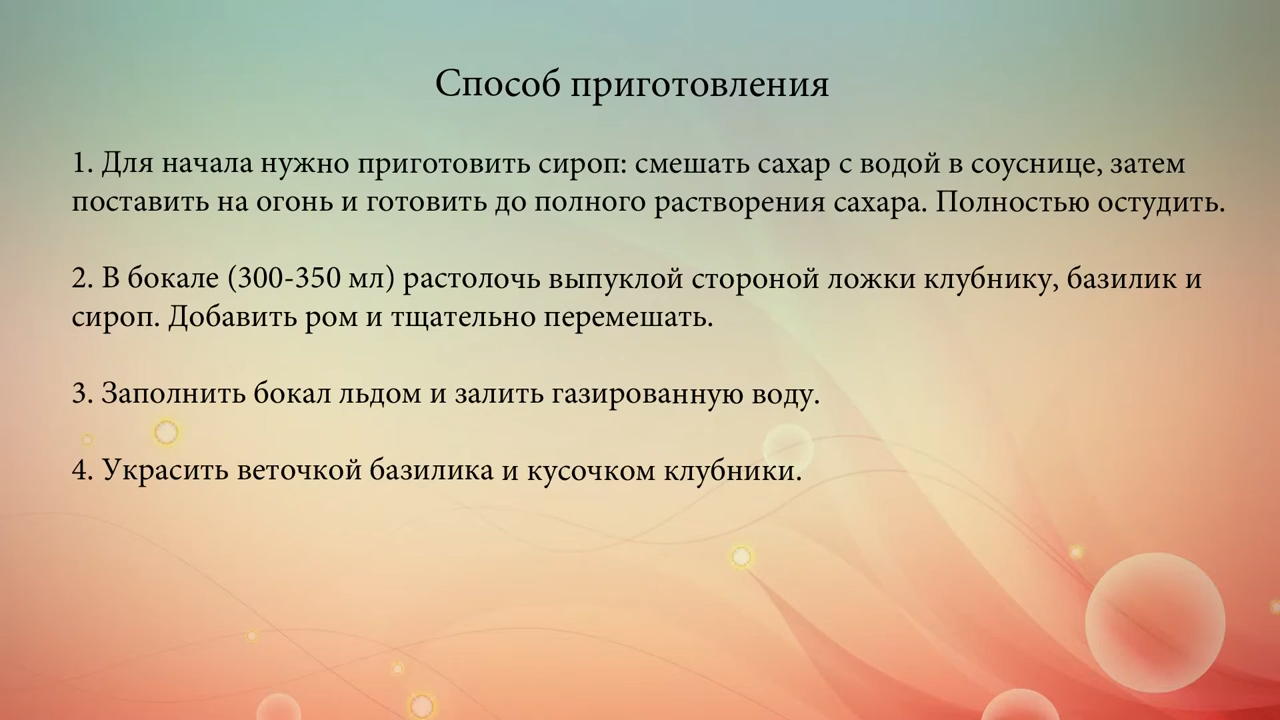 Способ приготовления
1. Для начала нужно приготовить сироп: смешать сахар с водой в соуснице, затем
поставить на огонь и готовить до полного растворения сахара. Полностью остудить.
2. В бокале (300-350 мл) растолочь выпуклой стороной ложки клубнику, базилик и
сироп. Добавить ром и тщательно перемешать.
3. Заполнить бокал льдом и залить газированную воду.
4. Украсить веточкой базилика и кусочком клубники.